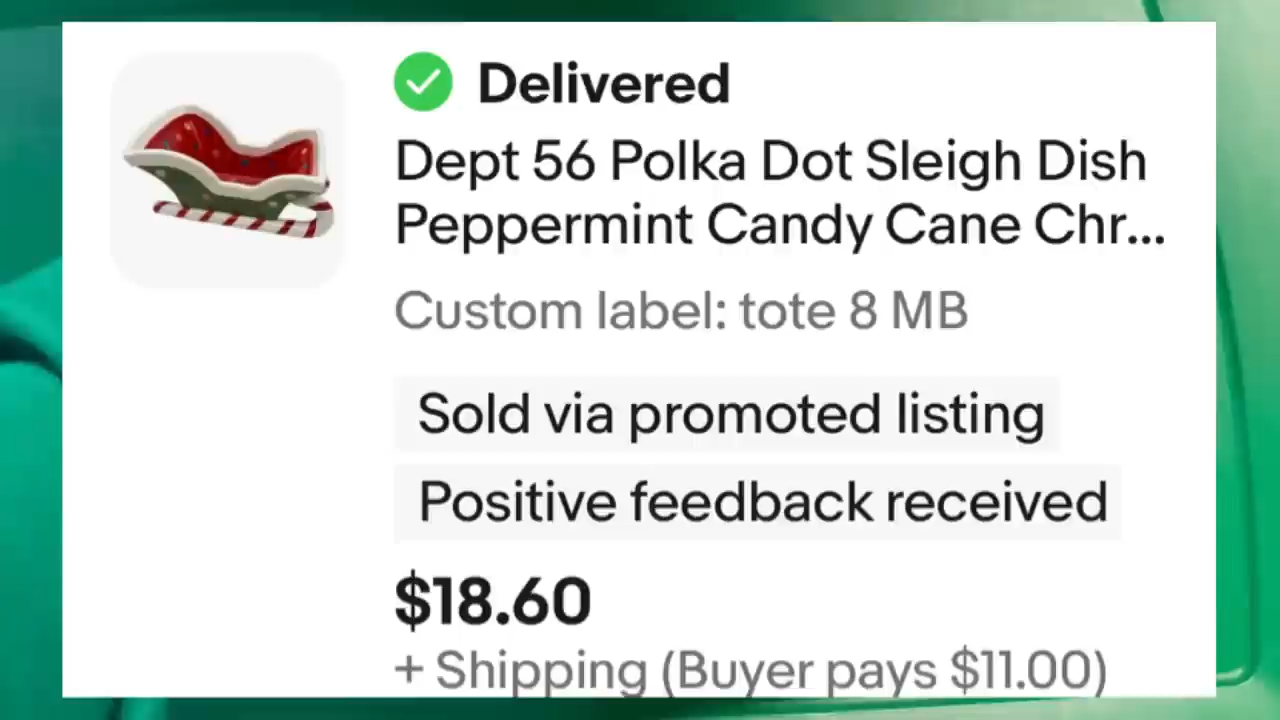 Delivered
Dept 56 Polka Dot Sleigh Dish
Peppermint Candy Cane Chr...
Custom label: tote 8 MB
Sold via promoted listing
Positive feedback received
$18.60
+ Shipping (Buyer pays $11.00)